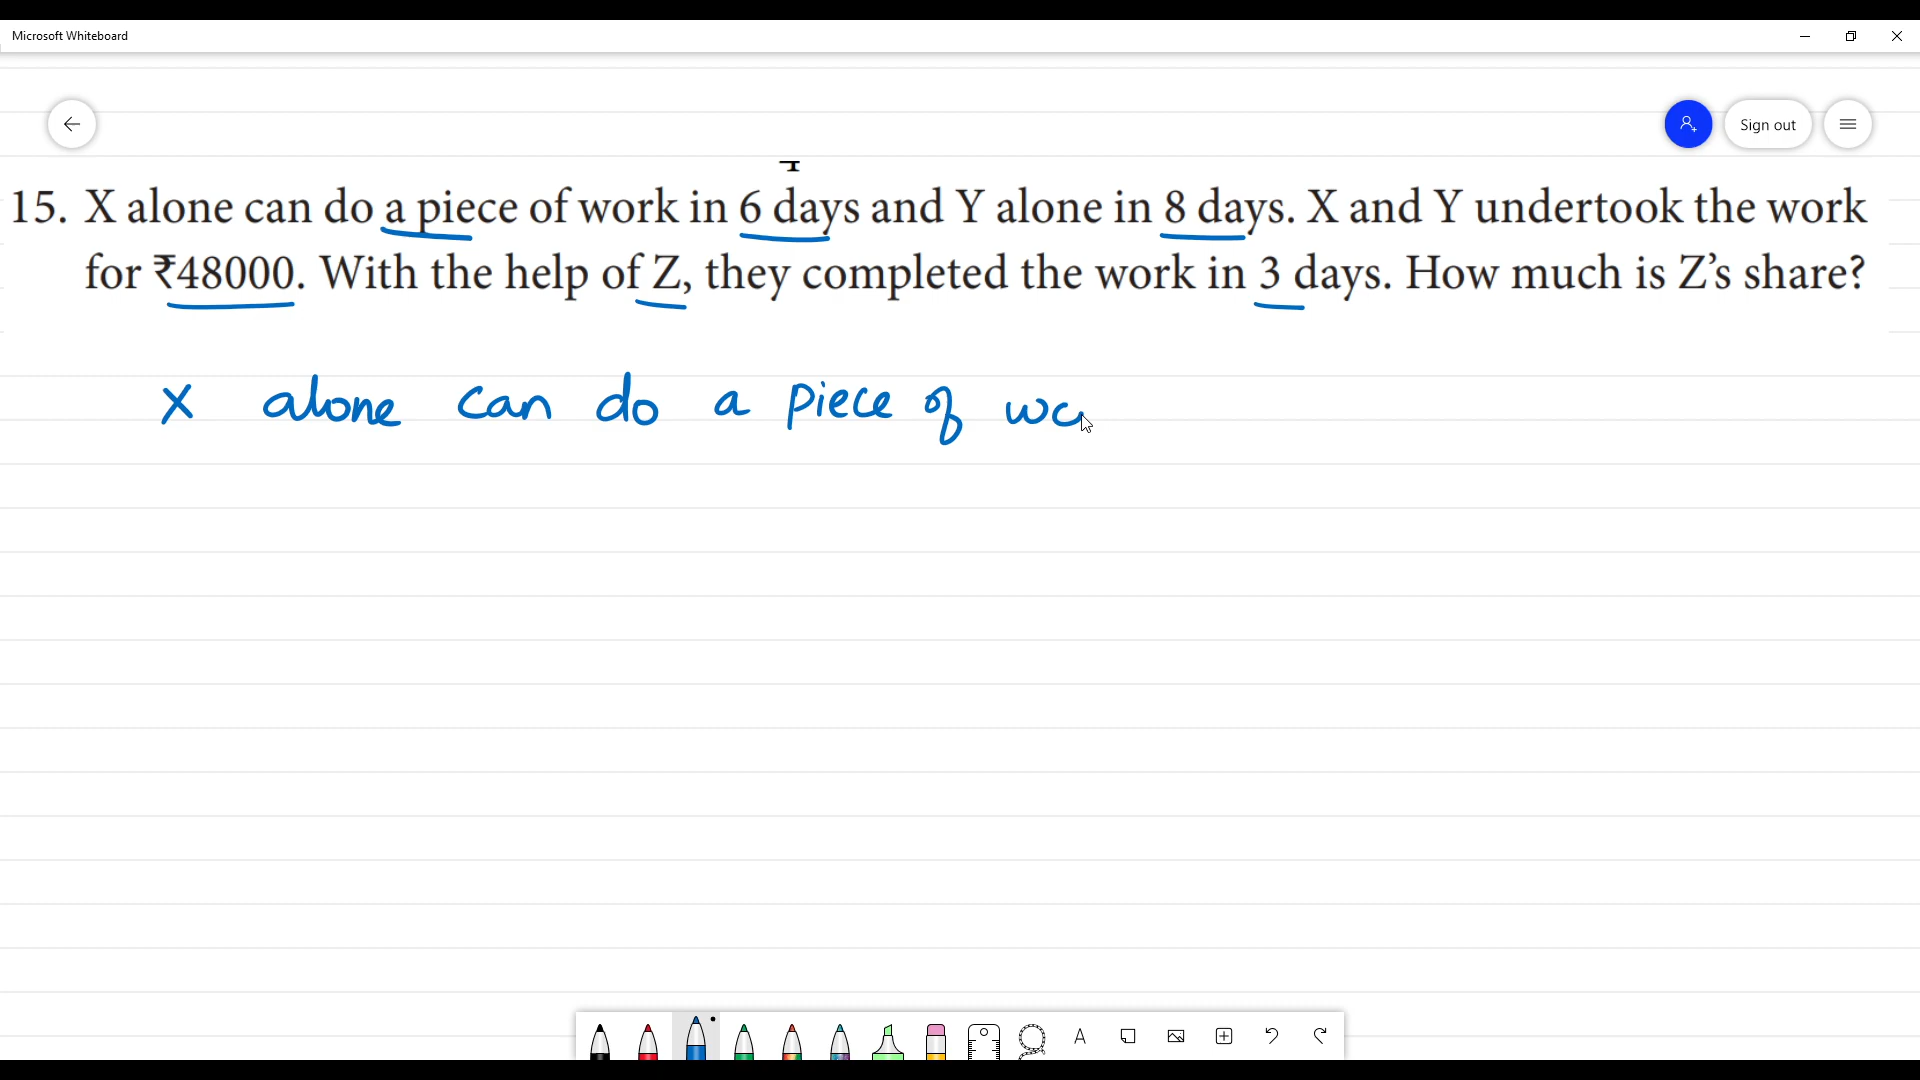 Microsoft Whiteboard
Sign out
15. X alone can do a piece of work in 6 days and Y alone in 8 days. X and Y undertook the work
for ₹48000. With the help of Z, they completed the work in 3 days. How much is Z’s share?
X alone can do a piece of